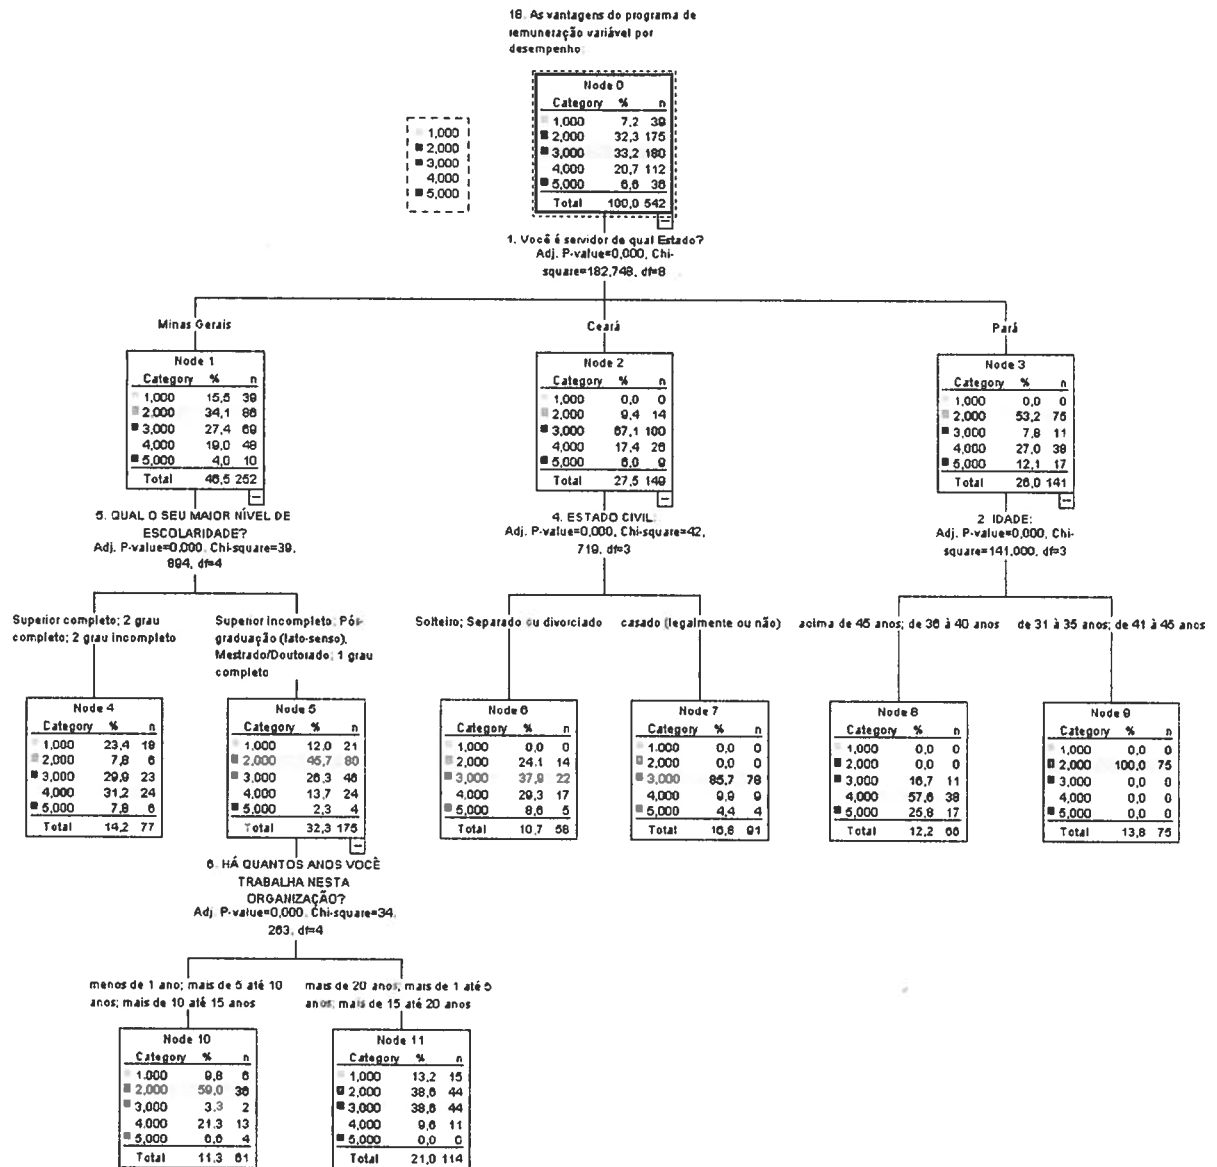 18. As vantagens do programa de
remuneração variável por
desempenho:
Node 0
Category % n
1,000 7,2 39
2,000 32,3 175
3,000 33,2 180
4,000 20,7 112
5,000 6,6 36
Total 100,0 542
1,000
2,000
3,000
4,000
5,000
1. Você é servidor de qual Estado?
Adj. P-value=0,000, Chi-
square=182,748, df=8
Minas Gerais
Ceará
Pará
Node 1
Category % n
1,000 15,5 39
2,000 34,1 86
3,000 27,4 69
4,000 19,0 48
5,000 4,0 10
Total 46,5 252
Node 2
Category % n
1,000 0,0 0
2,000 9,4 14
3,000 67,1 100
4,000 17,4 26
5,000 6,0 9
Total 27,5 149
Node 3
Category % n
1,000 0,0 0
2,000 53,2 75
3,000 7,8 11
4,000 27,0 38
5,000 12,1 17
Total 26,0 141
5. QUAL O SEU MAIOR NÍVEL DE
ESCOLARIDADE?
Adj. P-value=0,000, Chi-square=39,
894, df=4
4. ESTADO CIVIL:
Adj. P-value=0,000, Chi-square=42,
719, df=3
2. IDADE:
Adj. P-value=0,000, Chi-
square=141,000, df=3
Superior completo; 2 grau
completo; 2 grau incompleto
Superior incompleto; Pós-
graduação (lato-senso),
Mestrado/Doutorado; 1 grau
completo
Solteiro; Separado ou divorciado
casado (legalmente ou não)
acima de 45 anos; de 36 à 40 anos
de 31 à 35 anos; de 41 à 45 anos
Node 4
Category % n
1,000 23,4 18
2,000 7,8 6
3,000 29,9 23
4,000 31,2 24
5,000 7,8 6
Total 14,2 77
Node 5
Category % n
1,000 12,0 21
2,000 45,7 80
3,000 26,3 46
4,000 13,7 24
5,000 2,3 4
Total 32,3 175
Node 6
Category % n
1,000 0,0 0
2,000 24,1 14
3,000 37,9 22
4,000 29,3 17
5,000 8,6 5
Total 10,7 58
Node 7
Category % n
1,000 0,0 0
2,000 0,0 0
3,000 85,7 78
4,000 9,9 9
5,000 4,4 4
Total 16,8 91
Node 8
Category % n
1,000 0,0 0
2,000 0,0 0
3,000 16,7 11
4,000 57,6 38
5,000 25,8 17
Total 12,2 66
Node 9
Category % n
1,000 0,0 0
2,000 100,0 75
3,000 0,0 0
4,000 0,0 0
5,000 0,0 0
Total 13,8 75
6. HÁ QUANTOS ANOS VOCÊ
TRABALHA NESTA
ORGANIZAÇÃO?
Adj. P-value=0,000, Chi-square=34,
263, df=4
menos de 1 ano; mais de 5 até 10
anos; mais de 10 até 15 anos
mais de 20 anos; mais de 1 até 5
anos; mais de 15 até 20 anos
Node 10
Category % n
1,000 9,8 6
2,000 59,0 36
3,000 3,3 2
4,000 21,3 13
5,000 6,6 4
Total 11,3 61
Node 11
Category % n
1,000 13,2 15
2,000 38,6 44
3,000 38,6 44
4,000 9,6 11
5,000 0,0 0
Total 21,0 114